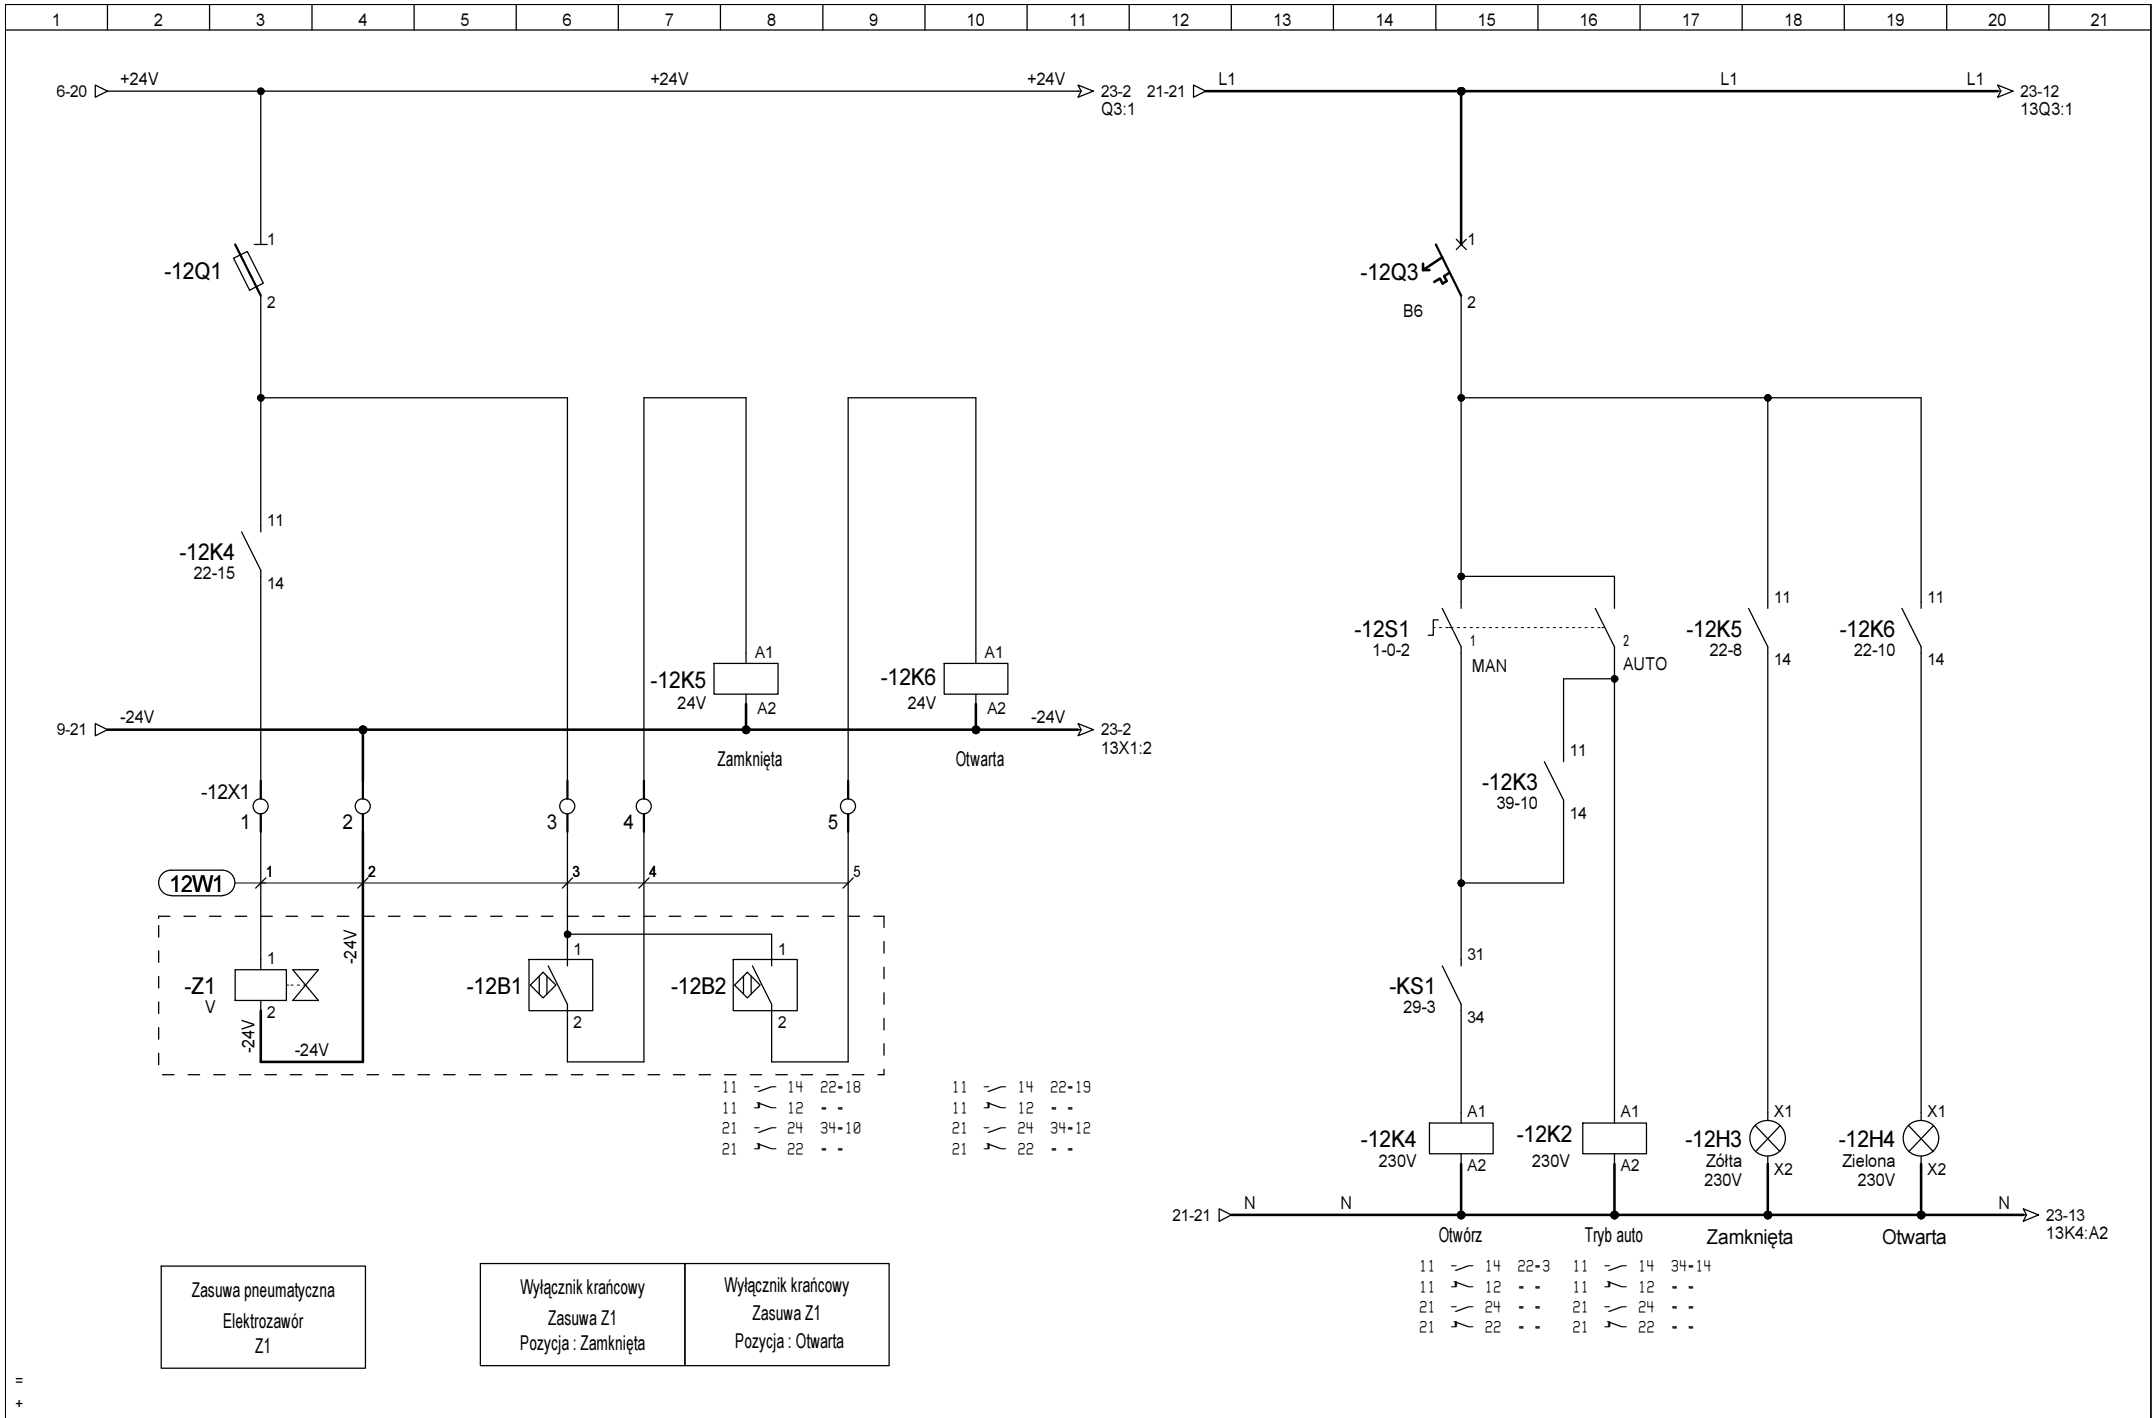 1 2 3 4 5 6 7 8 9 10 11 12 13 14 15 16 17 18 19 20 21
6-20 +24V +24V +24V 23-2
Q3:1
21-21 L1 L1 L1 23-12
13Q3:1
-12Q1
1
2
-12Q3
B6
1
2
-12K4
22-15
11
14
-12S1
1-0-2
1
MAN
2
AUTO
-12K5
22-8
11
14
-12K6
22-10
11
14
-12K5
24V
A1
A2
-12K6
24V
A1
A2
9-21 -24V -24V 23-2
13X1:2
Zamknięta
Otwarta
-12K3
39-10
11
14
-12X1
1 2 3 4 5
12W1 1 2 3 4 5
-Z1
V
1
2
-24V
-24V
-24V
-12B1
1
2
-12B2
1
2
-KS1
29-3
31
34
11 14 22-18
11 12 - -
21 24 34-10
21 22 - -
11 14 22-19
11 12 - -
21 24 34-12
21 22 - -
-12K4
230V
A1
A2
-12K2
230V
A1
A2
-12H3
Zółta
230V
X1
X2
-12H4
Zielona
230V
X1
X2
21-21 N N N 23-13
13K4:A2
Otwórz
Tryb auto
Zamknięta
Otwarta
11 14 22-3
11 12 - -
21 24 - -
21 22 - -
11 14 34-14
11 12 - -
21 24 - -
21 22 - -
Zasuwa pneumatyczna
Elektrozawór
Z1
Wyłącznik krańcowy
Zasuwa Z1
Pozycja : Zamknięta
Wyłącznik krańcowy
Zasuwa Z1
Pozycja : Otwarta
=
+